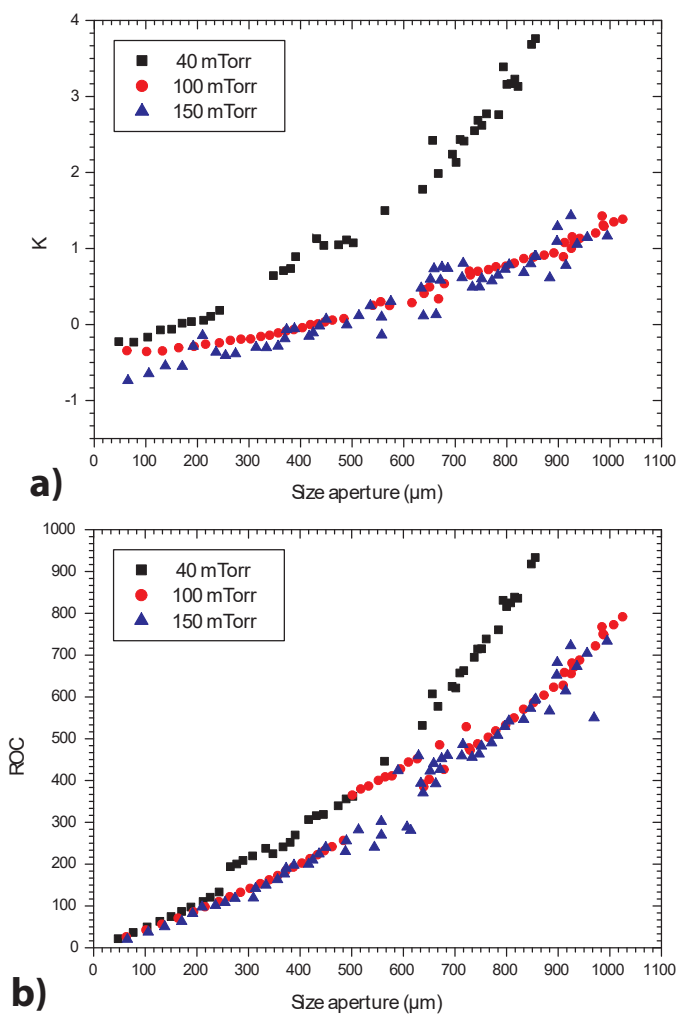 4
3
2
1
0
-1
K
40 mTorr
100 mTorr
150 mTorr
0 100 200 300 400 500 600 700 800 900 1000 1100
Size aperture (µm)
a)
1000
900
800
700
600
500
400
300
200
100
0
ROC
40 mTorr
100 mTorr
150 mTorr
0 100 200 300 400 500 600 700 800 900 1000 1100
Size aperture (µm)
b)